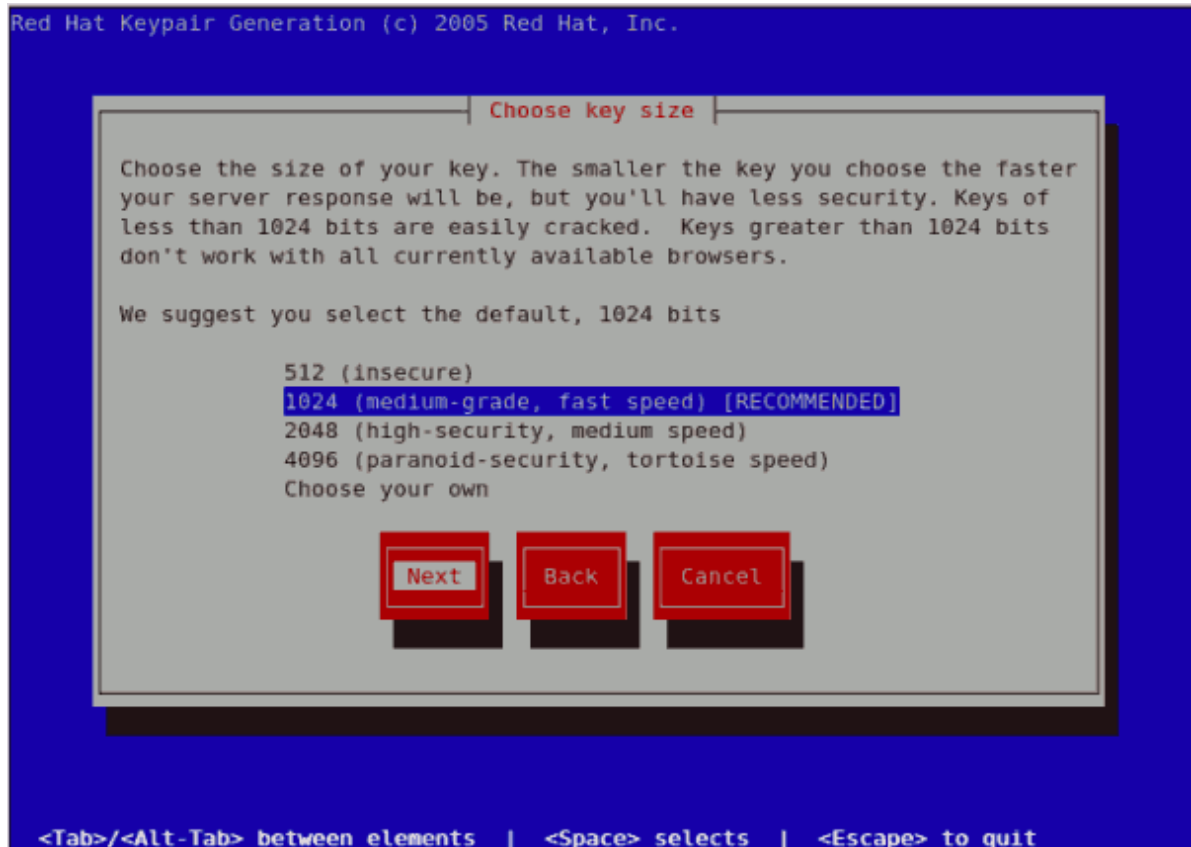 Red Hat Keypair Generation (c) 2005 Red Hat, Inc.
Choose key size
Choose the size of your key. The smaller the key you choose the faster
your server response will be, but you'll have less security. Keys of
less than 1024 bits are easily cracked.  Keys greater than 1024 bits
don't work with all currently available browsers.
We suggest you select the default, 1024 bits
512 (insecure)
1024 (medium-grade, fast speed) [RECOMMENDED]
2048 (high-security, medium speed)
4096 (paranoid-security, tortoise speed)
Choose your own
Next Back Cancel
<Tab>/<Alt-Tab> between elements | <Space> selects | <Escape> to quit